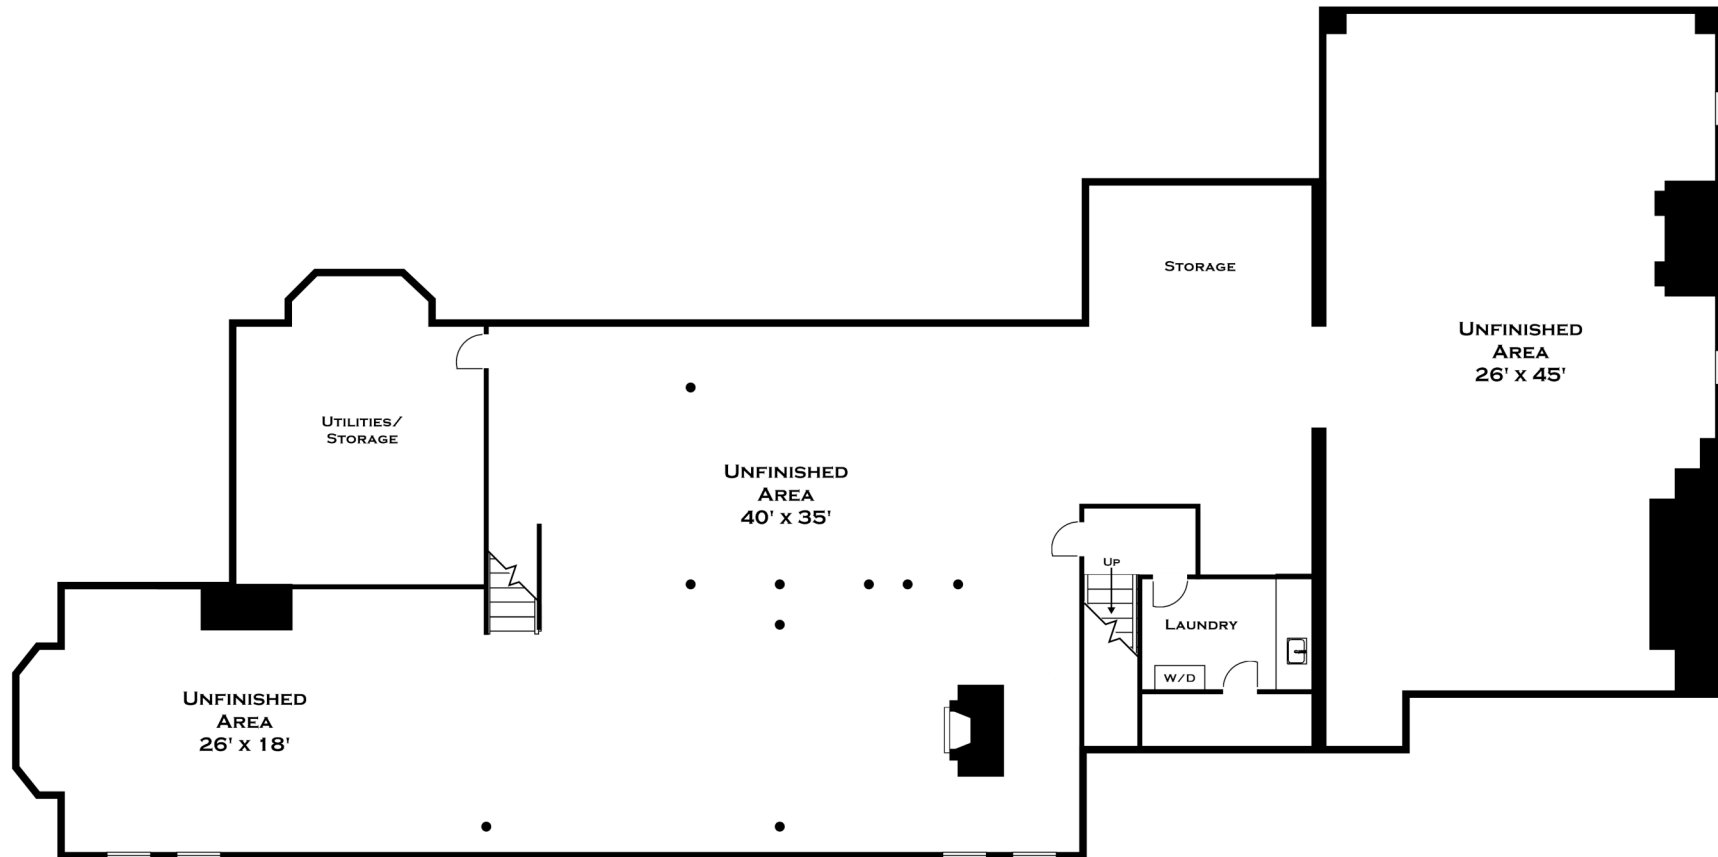 Storage
Unfinished
Area
26' x 45'
Utilities/
Storage
Unfinished
Area
40' x 35'
Up
Laundry
W/D
Unfinished
Area
26' x 18'